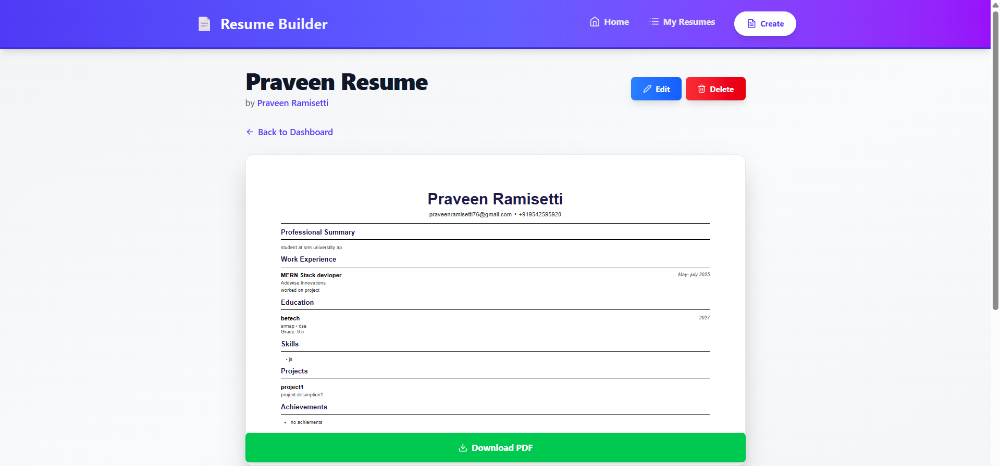 Resume Builder
Home
My Resumes
Create
Praveen Resume
Edit
Delete
by Praveen Ramisetti
Back to Dashboard
Praveen Ramisetti
praveenramisetti76@gmail.com • +919542595920
Professional Summary
student at srm universtity ap
Work Experience
MERN Stack devloper
May- july 2025
Addwise Innovations
worked on project
Education
betech
2027
srmap • cse
Grade: 9.5
Skills
• js
Projects
project1
project description1
Achievements
• no achiements
Download PDF